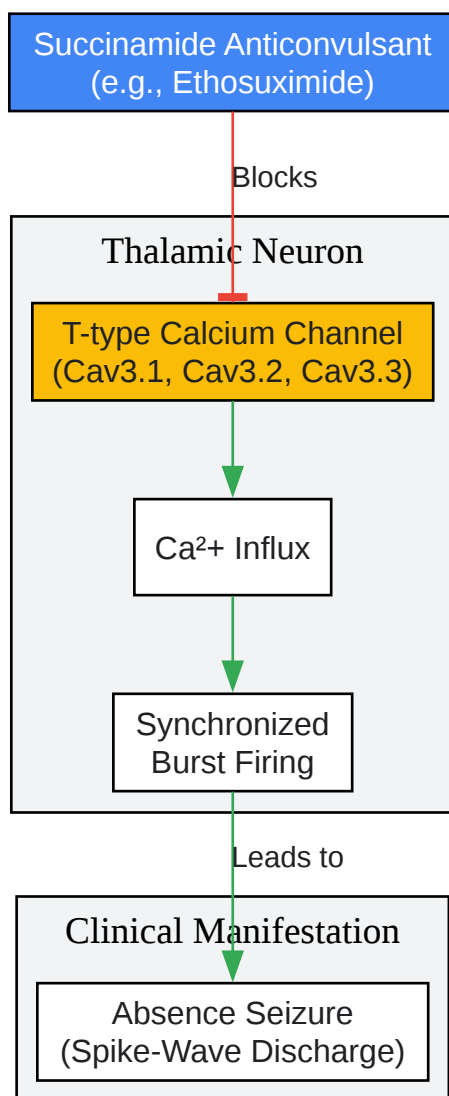 Succinamide Anticonvulsant
(e.g., Ethosuximide)
Blocks
Thalamic Neuron
T-type Calcium Channel
(Cav3.1, Cav3.2, Cav3.3)
Ca²+ Influx
Synchronized
Burst Firing
Leads to
Clinical Manifestation
Absence Seizure
(Spike-Wave Discharge)